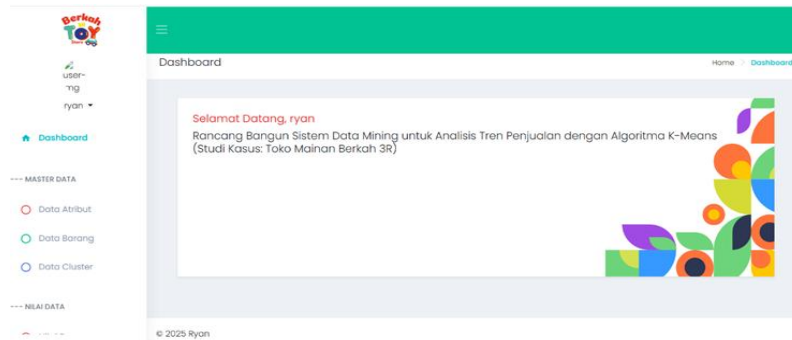 Berkah
TOY
Dashboard
Home / Dashboard
user-
mg
ryan
Dashboard
--- MASTER DATA
Data Atribut
Data Barang
Data Cluster
--- NILAI DATA
Selamat Datang, ryan
Rancang Bangun Sistem Data Mining untuk Analisis Tren Penjualan dengan Algoritma K-Means
(Studi Kasus: Toko Mainan Berkah 3R)
© 2025 Ryan